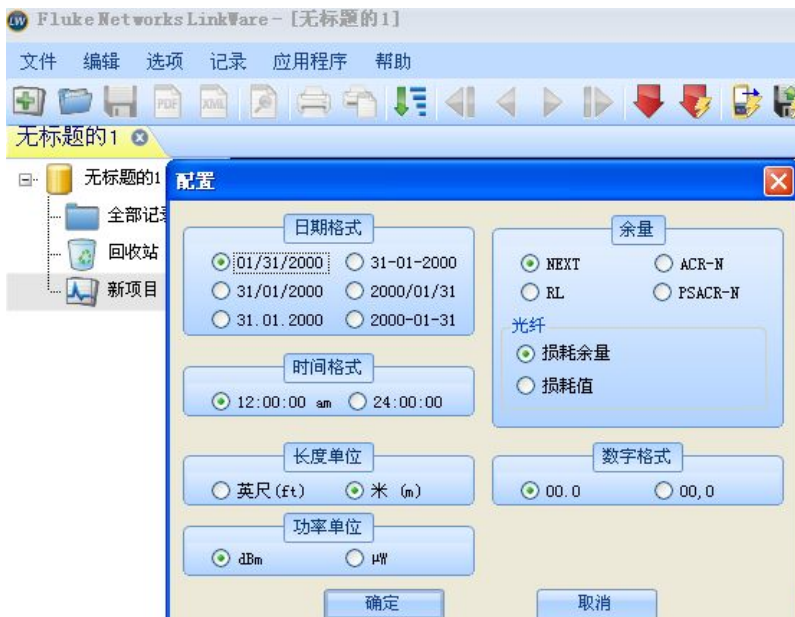 Fluke Networks LinkWare - [无标题的1]
文件 编辑 选项 记录 应用程序 帮助
PDF XML
无标题的1
无标题的1
全部记
回收站
新项目
配置
日期格式
01/31/2000 31-01-2000
31/01/2000 2000/01/31
31.01.2000 2000-01-31
时间格式
12:00:00 am 24:00:00
长度单位
英尺(ft) 米 (m)
功率单位
dBm μW
余量
NEXT ACR-N
RL PSACR-N
光纤
损耗余量
损耗值
数字格式
00.0 00,0
确定 取消